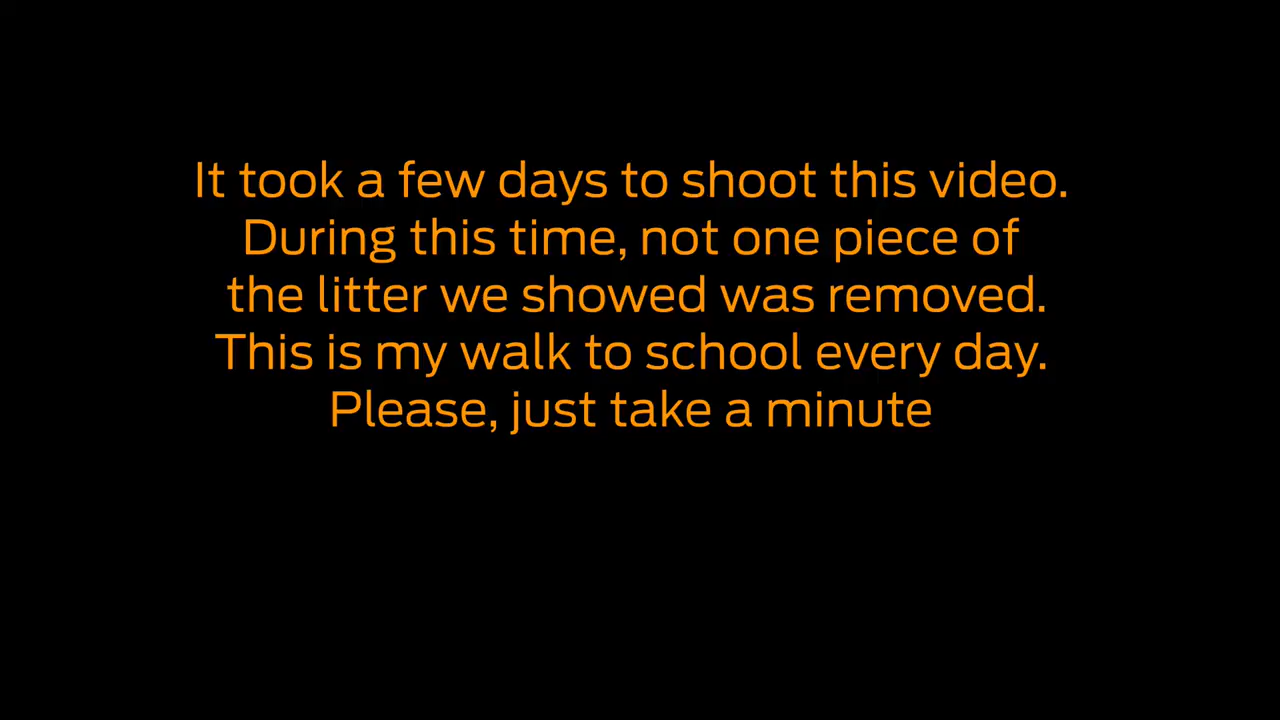 It took a few days to shoot this video.
During this time, not one piece of
the litter we showed was removed.
This is my walk to school every day.
Please, just take a minute